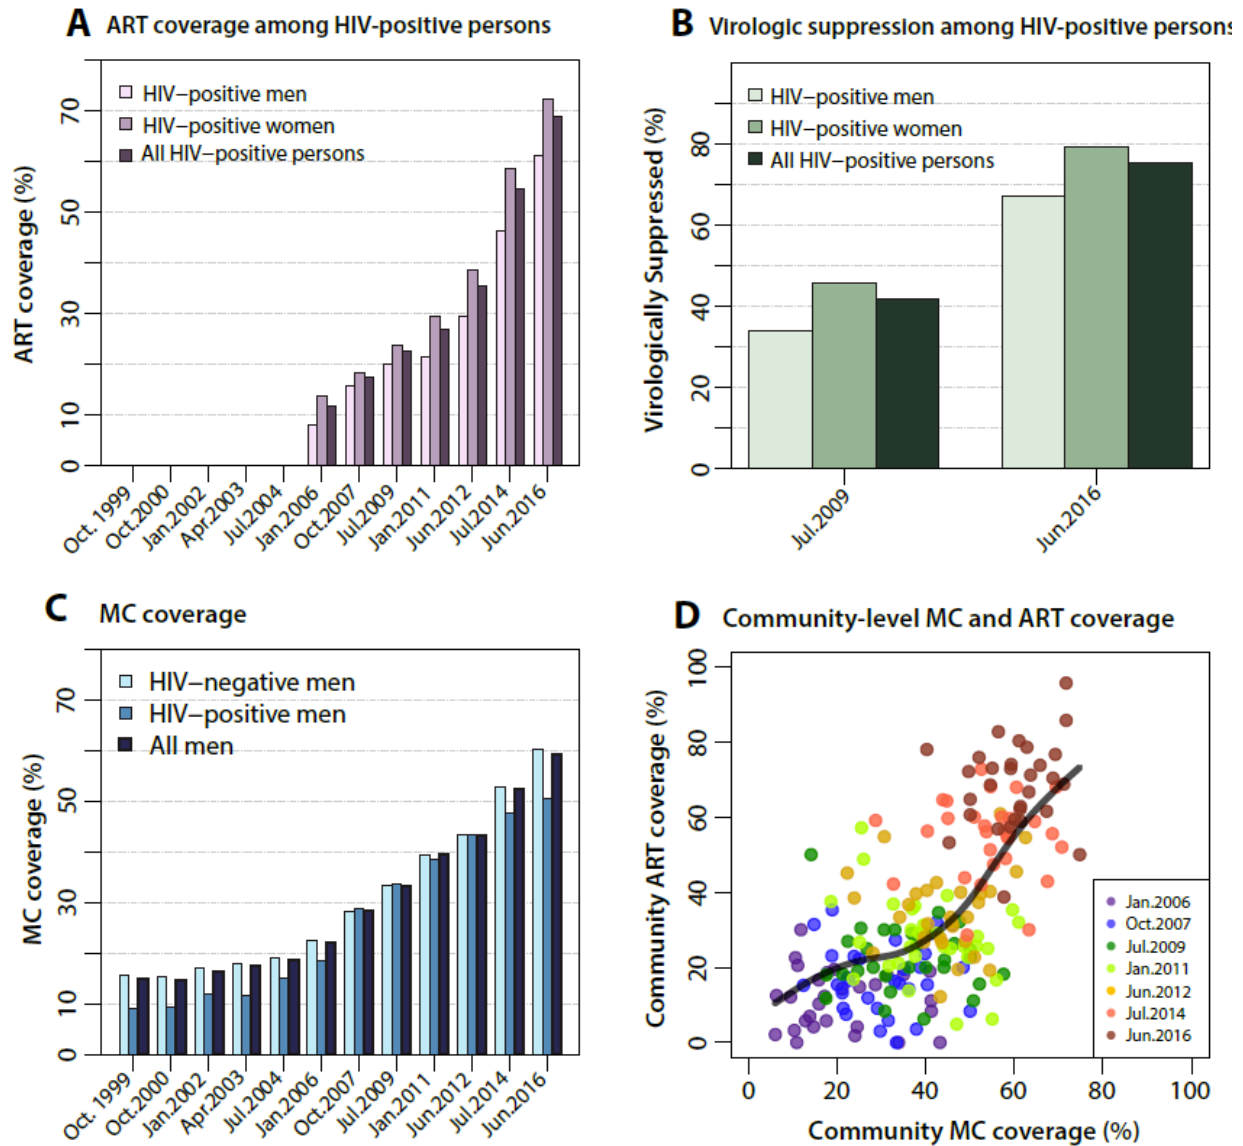 A ART coverage among HIV-positive persons
HIV−positive men
HIV−positive women
All HIV−positive persons
ART coverage (%)
70
50
30
10
0
Oct. 1999
Oct.2000
Jan.2002
Apr.2003
Jul.2004
Jan.2006
Oct.2007
Jul.2009
Jan.2011
Jun.2012
Jul.2014
Jun.2016
B Virologic suppression among HIV-positive persons
HIV−positive men
HIV−positive women
All HIV−positive persons
Virologically Suppressed (%)
80
60
40
20
0
Jul.2009
Jun.2016
C MC coverage
HIV−negative men
HIV−positive men
All men
MC coverage (%)
70
50
30
10
0
Oct. 1999
Oct.2000
Jan.2002
Apr.2003
Jul.2004
Jan.2006
Oct.2007
Jul.2009
Jan.2011
Jun.2012
Jul.2014
Jun.2016
D Community-level MC and ART coverage
Community ART coverage (%)
100
80
60
40
20
0
Jan.2006
Oct.2007
Jul.2009
Jan.2011
Jun.2012
Jul.2014
Jun.2016
0 20 40 60 80 100
Community MC coverage (%)